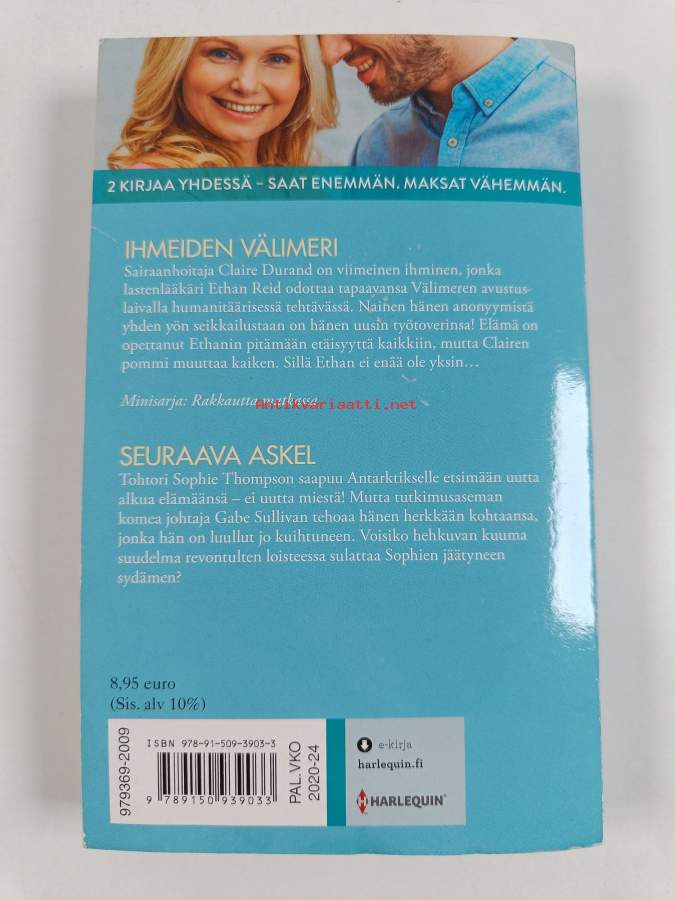 2 KIRJAA YHDESSÄ – SAAT ENEMMÄN. MAKSAT VÄHEMMÄN.
IHMEIDEN VÄLIMERI
Sairaanhoitaja Claire Durand on viimeinen ihminen, jonka
lastenlääkäri Ethan Reid odottaa tapaavansa Välimeren avustus-
laivalla humanitäärisessä tehtävässä. Nainen hänen anonyymistä
yhden yön seikkailustaan on hänen uusin työtoverinsa! Elämä on
opettanut Ethanin pitämään etäisyyttä kaikkiin, mutta Clairen
pommi muuttaa kaiken. Sillä Ethan ei enää ole yksin…
Minisarja: Rakkautta
Antikvariaatti.net
SEURAAVA ASKEL
Tohtori Sophie Thompson saapuu Antarktikselle etsimään uutta
alkua elämäänsä – ei uutta miestä! Mutta tutkimusaseman
komea johtaja Gabe Sullivan tehoaa hänen herkkään kohtaansa,
jonka hän on luullut jo kuihtuneen. Voisiko hehkuvan kuuma
suudelma revontulten loisteessa sulattaa Sophien jäätyneen
sydämen?
8,95 euro
(Sis. alv 10%)
979369-2009
ISBN 978-91-509-3903-3
9 789150 939033
PAL.VKO
2020-24
e-kirja
harlequin.fi
HARLEQUIN®